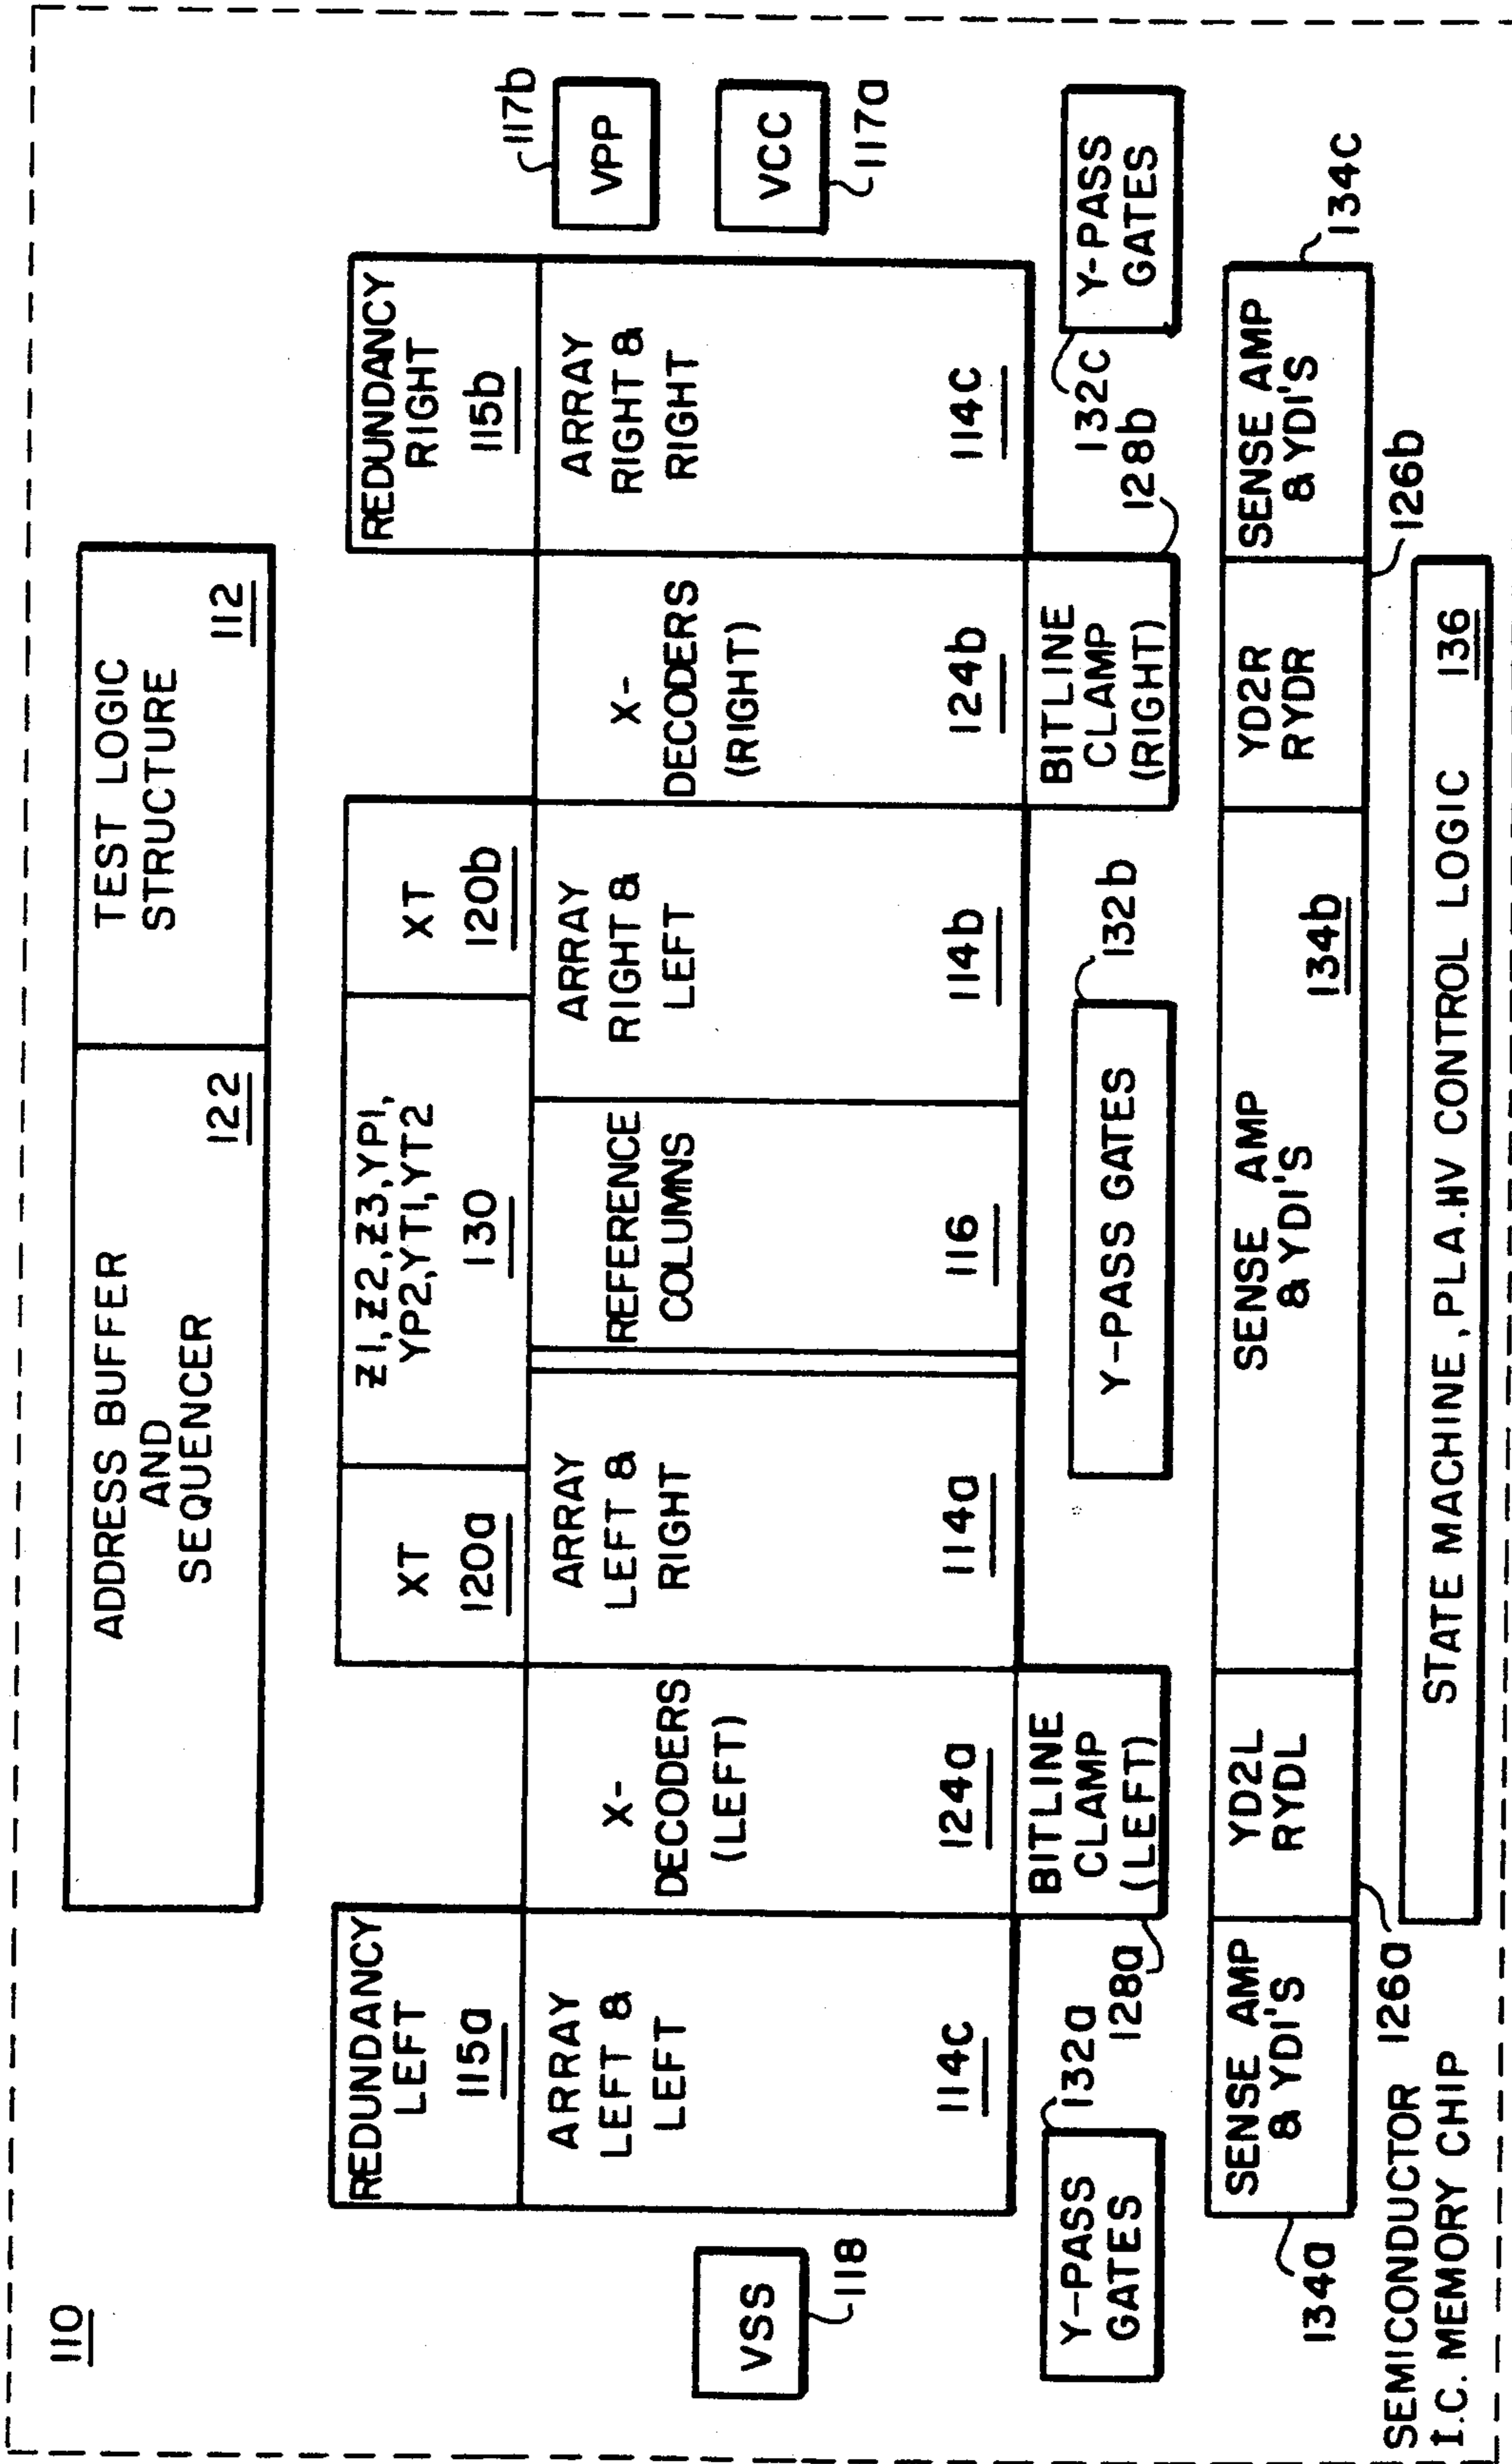 110
ADDRESS BUFFER
AND
SEQUENCER
122
TEST LOGIC
STRUCTURE
112
REDUNDANCY
LEFT
115a
XT
120a
Z1,Z2,Z3,YP1,
YP2,YT1,YT2
130
XT
120b
REDUNDANCY
RIGHT
115b
VSS
118
ARRAY
LEFT &
LEFT
114C
X-
DECODERS
(LEFT)
124a
ARRAY
LEFT &
RIGHT
114a
REFERENCE
COLUMNS
116
ARRAY
RIGHT &
LEFT
114b
X-
DECODERS
(RIGHT)
124b
ARRAY
RIGHT &
RIGHT
114C
117b
VPP
VCC
117a
Y-PASS
GATES
132a
128a
BITLINE
CLAMP
(LEFT)
Y-PASS GATES
132b
BITLINE
CLAMP
(RIGHT)
132C
128b
Y-PASS
GATES
134a
SENSE AMP
& YDI'S
YD2L
RYDL
SENSE AMP
& YDI'S
134b
YD2R
RYDR
SENSE AMP
& YDI'S
134C
126a
126b
STATE MACHINE, PLA.HV CONTROL LOGIC 136
SEMICONDUCTOR
I.C. MEMORY CHIP